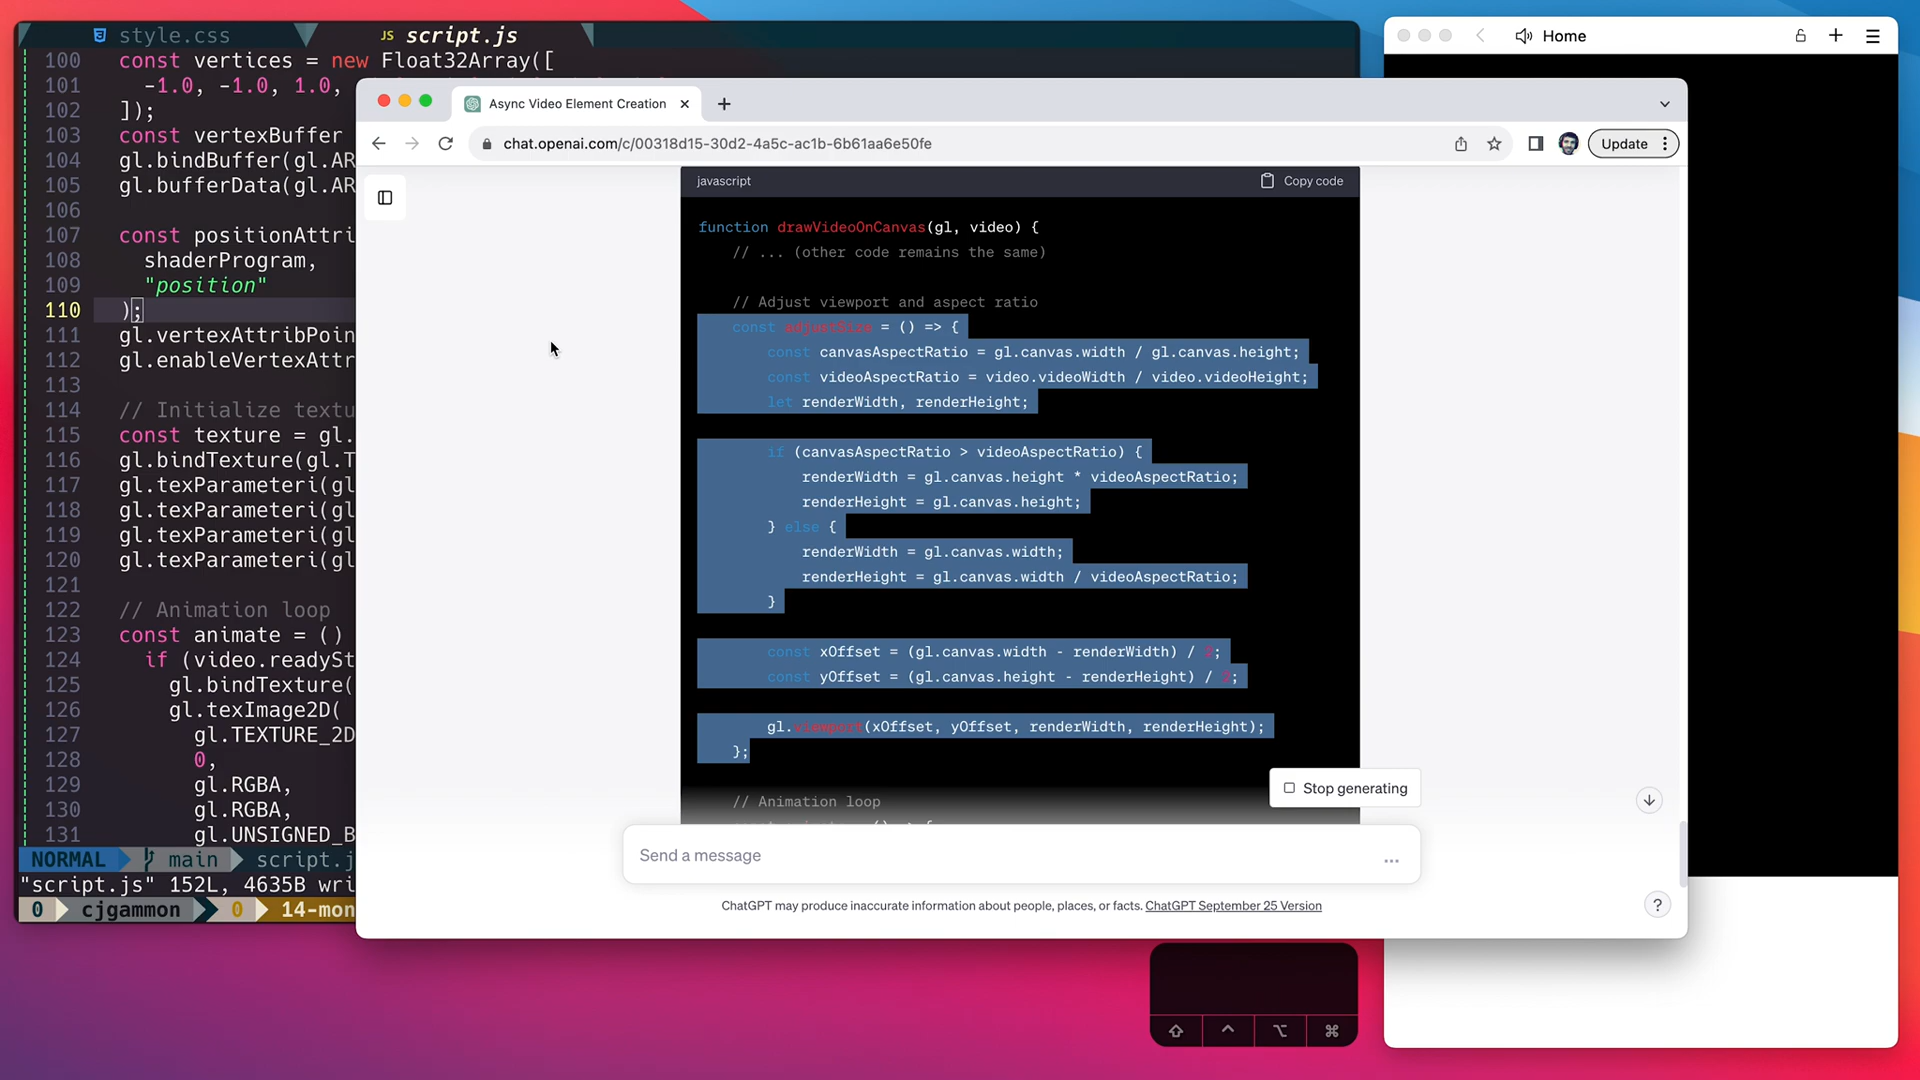 style.css
JS script.js
100 const vertices = new Float32Array([
101 -1.0, -1.0, 1.0,
102 ]);
103 const vertexBuffer
104 gl.bindBuffer(gl.AR
105 gl.bufferData(gl.AR
106
107 const positionAttri
108 shaderProgram,
109 "position"
110 );
111 gl.vertexAttribPoin
112 gl.enableVertexAttr
113
114 // Initialize textu
115 const texture = gl.
116 gl.bindTexture(gl.T
117 gl.texParameteri(gl
118 gl.texParameteri(gl
119 gl.texParameteri(gl
120 gl.texParameteri(gl
121
122 // Animation loop
123 const animate = ()
124 if (video.readySt
125 gl.bindTexture(
126 gl.texImage2D(
127 gl.TEXTURE_2D
128 0,
129 gl.RGBA,
130 gl.RGBA,
131 gl.UNSIGNED_B
NORMAL main script.j
"script.js" 152L, 4635B wri
0 cjgammon 0 14-mon
Async Video Element Creation
chat.openai.com/c/00318d15-30d2-4a5c-ac1b-6b61aa6e50fe
Update
javascript
Copy code
function drawVideoOnCanvas(gl, video) {
// ... (other code remains the same)
// Adjust viewport and aspect ratio
const adjustSize = () => {
const canvasAspectRatio = gl.canvas.width / gl.canvas.height;
const videoAspectRatio = video.videoWidth / video.videoHeight;
let renderWidth, renderHeight;
if (canvasAspectRatio > videoAspectRatio) {
renderWidth = gl.canvas.height * videoAspectRatio;
renderHeight = gl.canvas.height;
} else {
renderWidth = gl.canvas.width;
renderHeight = gl.canvas.width / videoAspectRatio;
}
const xOffset = (gl.canvas.width - renderWidth) / 2;
const yOffset = (gl.canvas.height - renderHeight) / 2;
gl.viewport(xOffset, yOffset, renderWidth, renderHeight);
};
// Animation loop
Stop generating
Send a message
...
ChatGPT may produce inaccurate information about people, places, or facts. ChatGPT September 25 Version
?
Home